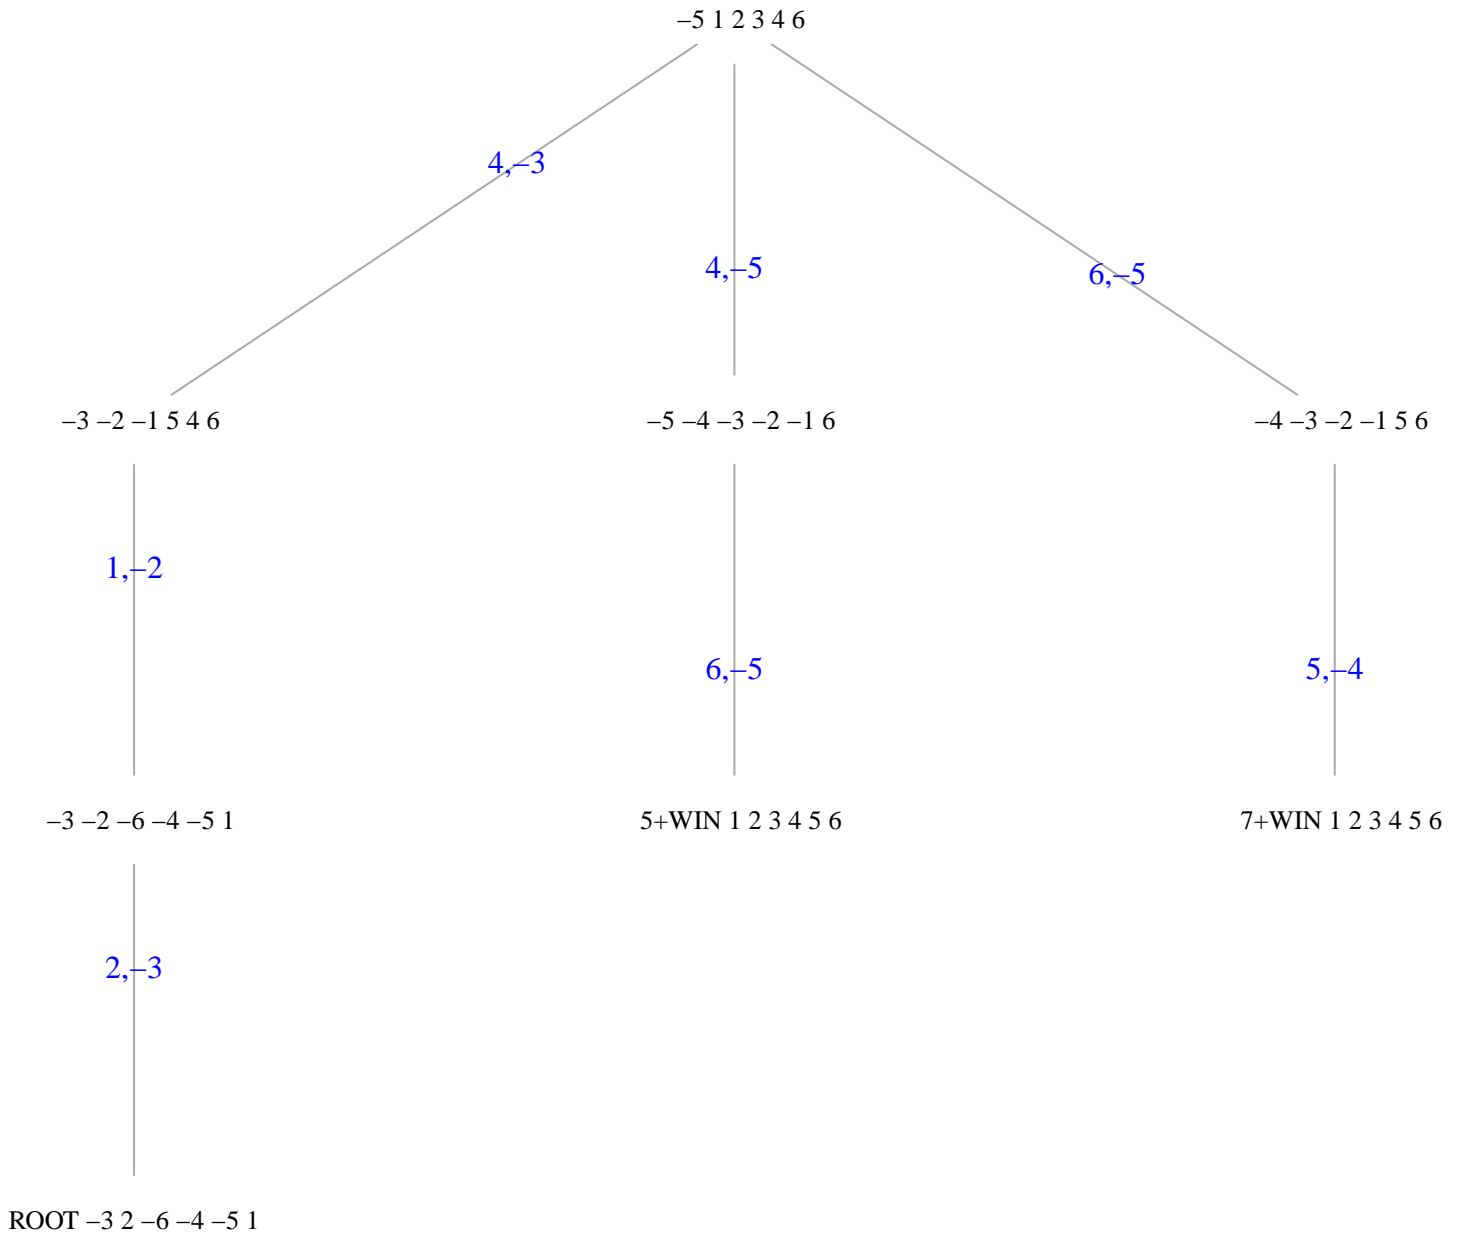 –5 1 2 3 4 6
4,–3
4,–5
6,–5
–3 –2 –1 5 4 6
–5 –4 –3 –2 –1 6
–4 –3 –2 –1 5 6
1,–2
6,–5
5,–4
–3 –2 –6 –4 –5 1
5+WIN 1 2 3 4 5 6
7+WIN 1 2 3 4 5 6
2,–3
ROOT –3 2 –6 –4 –5 1